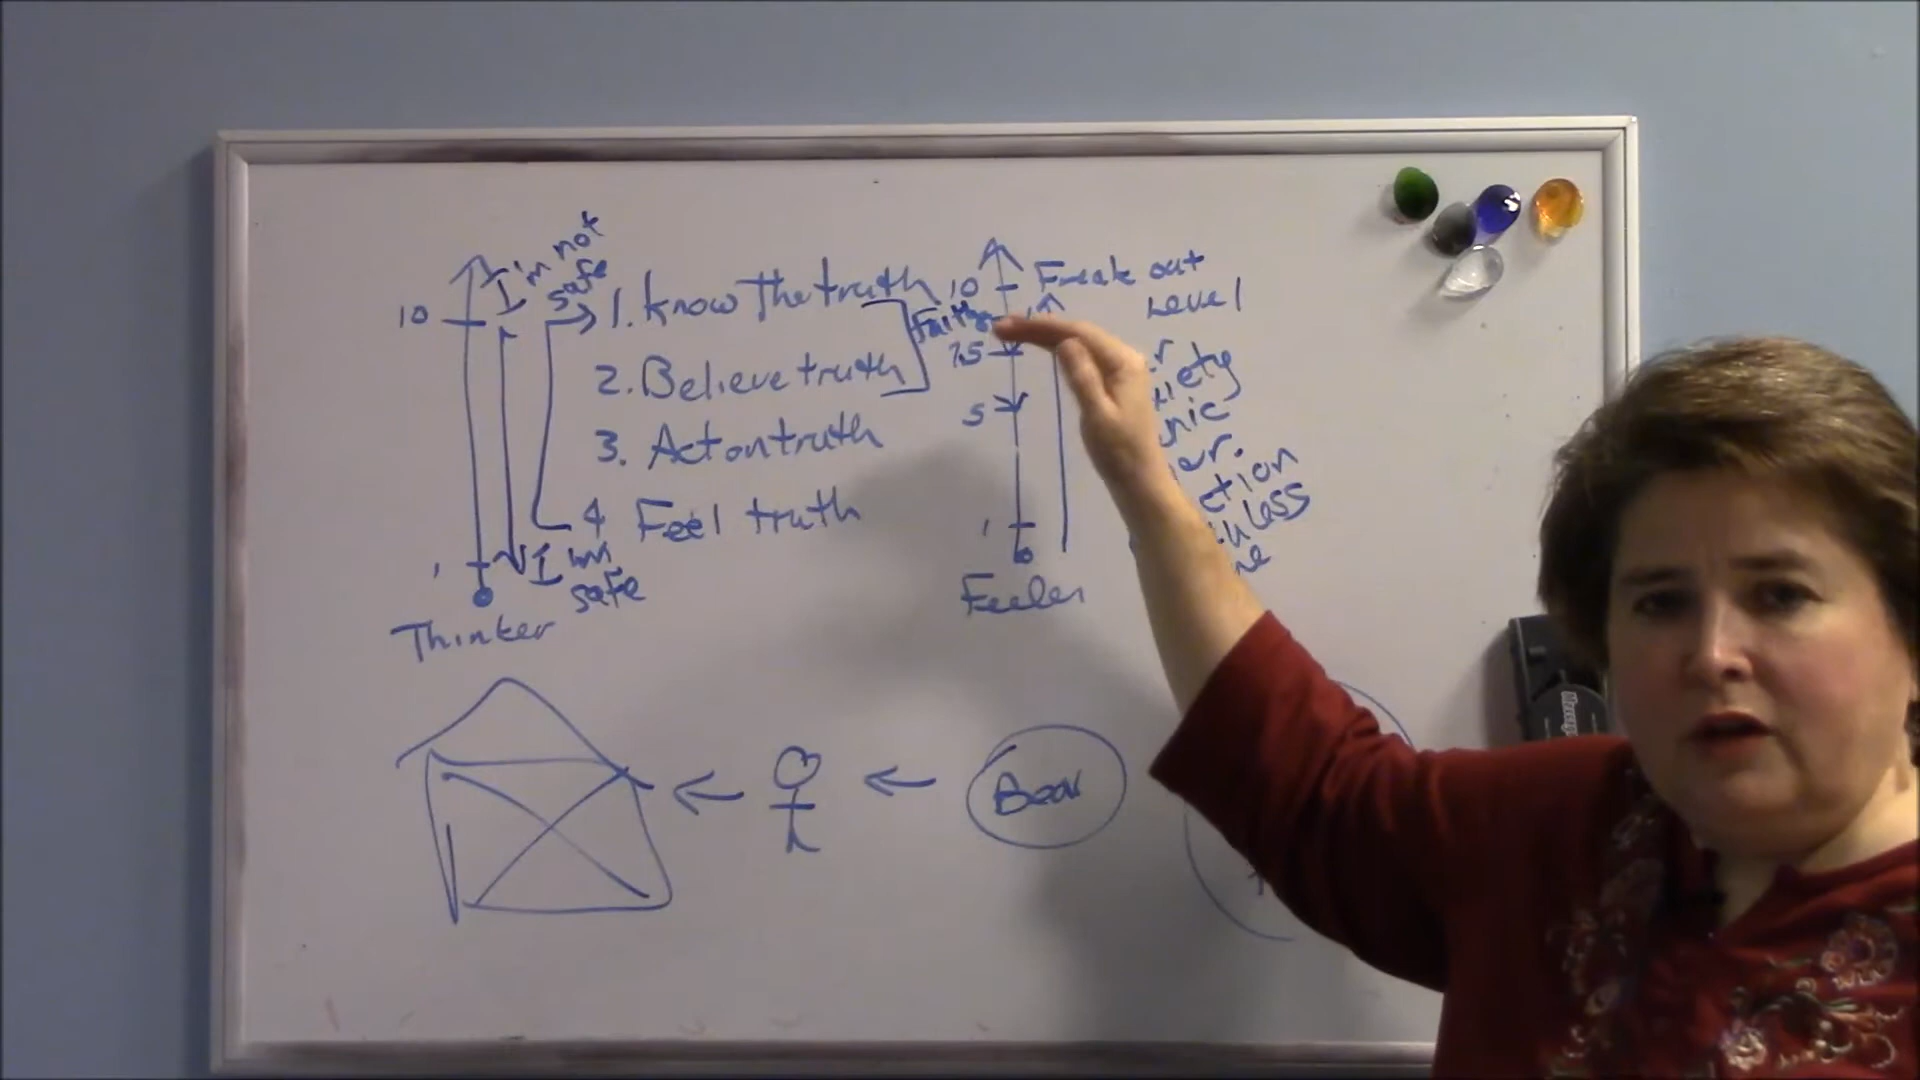 I'm not
safe
10
1. Know The truth
Faith
2. Believe truth
3. Act on truth
4 Feel truth
1
I am
safe
Thinker
10 Freak out
Level
7.5
5
1
Feeler
Bear